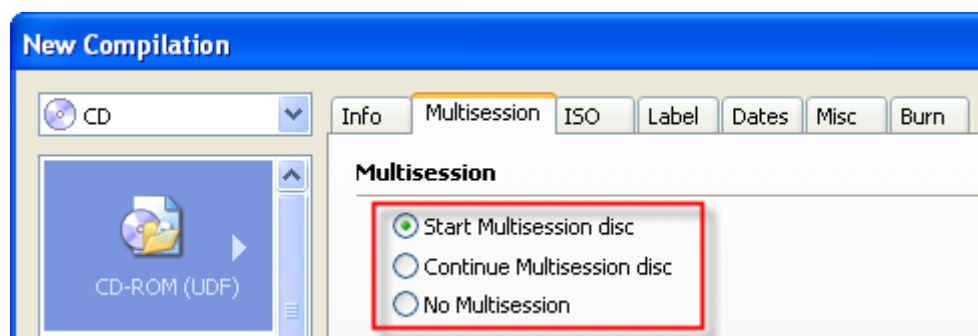 New Compilation
CD
Info Multisession ISO Label Dates Misc Burn
Multisession
Start Multisession disc
Continue Multisession disc
No Multisession
CD-ROM (UDF)